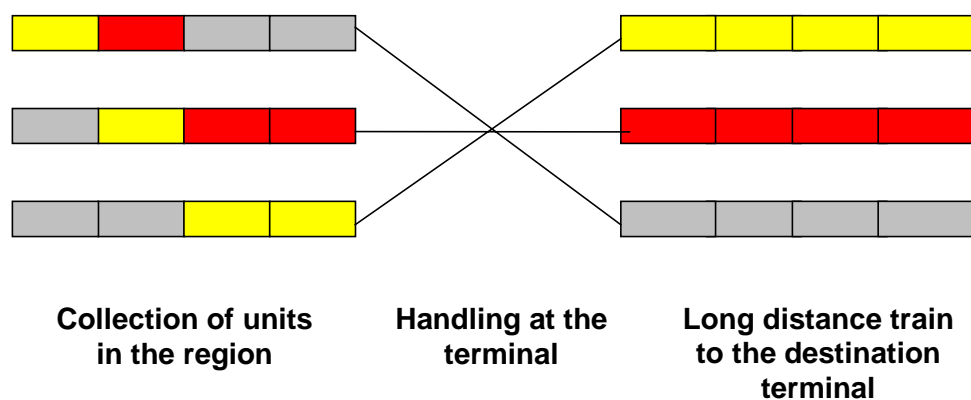 Collection of units
in the region
Handling at the
terminal
Long distance train
to the destination
terminal